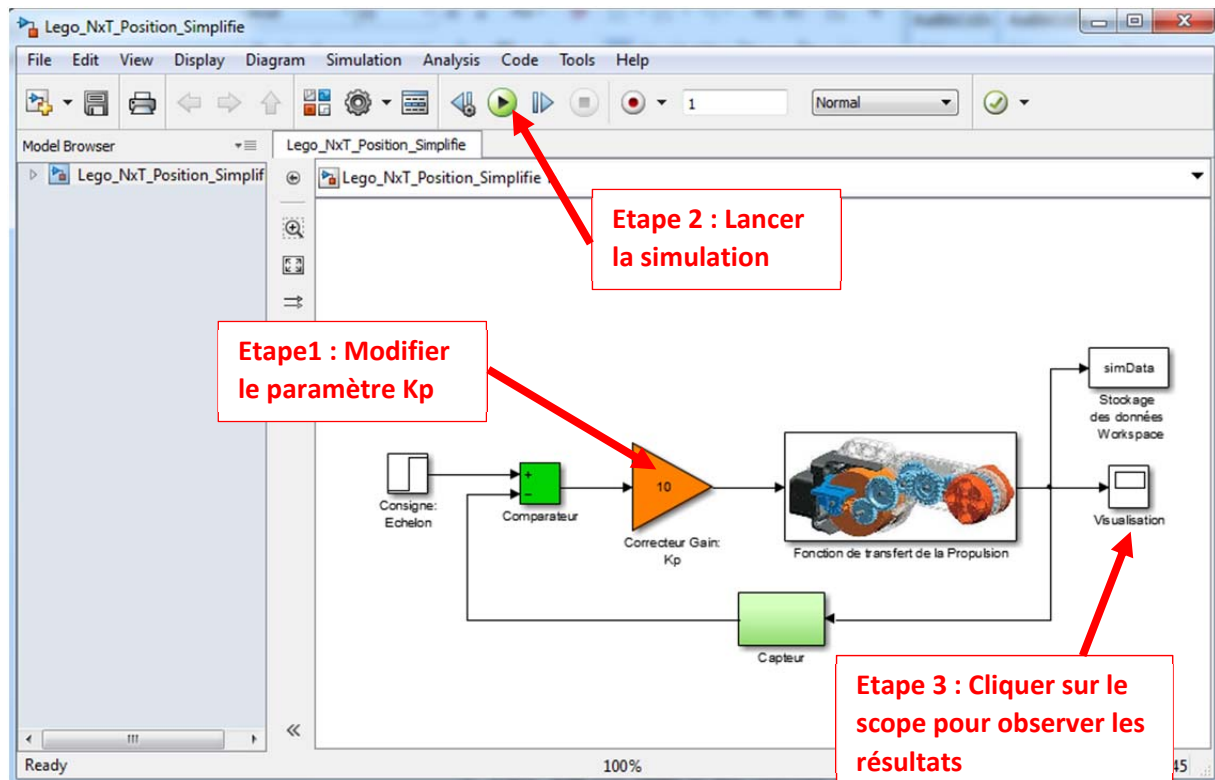 Lego_NxT_Position_Simplifie
File Edit View Display Diagram Simulation Analysis Code Tools Help
1 Normal
Model Browser
Lego_NxT_Position_Simplifie
Lego_NxT_Position_Simplif
Lego_NxT_Position_Simplifie
Etape 2 : Lancer
la simulation
Etape1 : Modifier
le paramètre Kp
simData
Stockage
des données
Workspace
Consigne:
Echelon
Comparateur
10
Correcteur Gain:
Kp
Fonction de transfert de la Propulsion
Visualisation
Capteur
Etape 3 : Cliquer sur le
scope pour observer les
résultats
Ready
100%
45